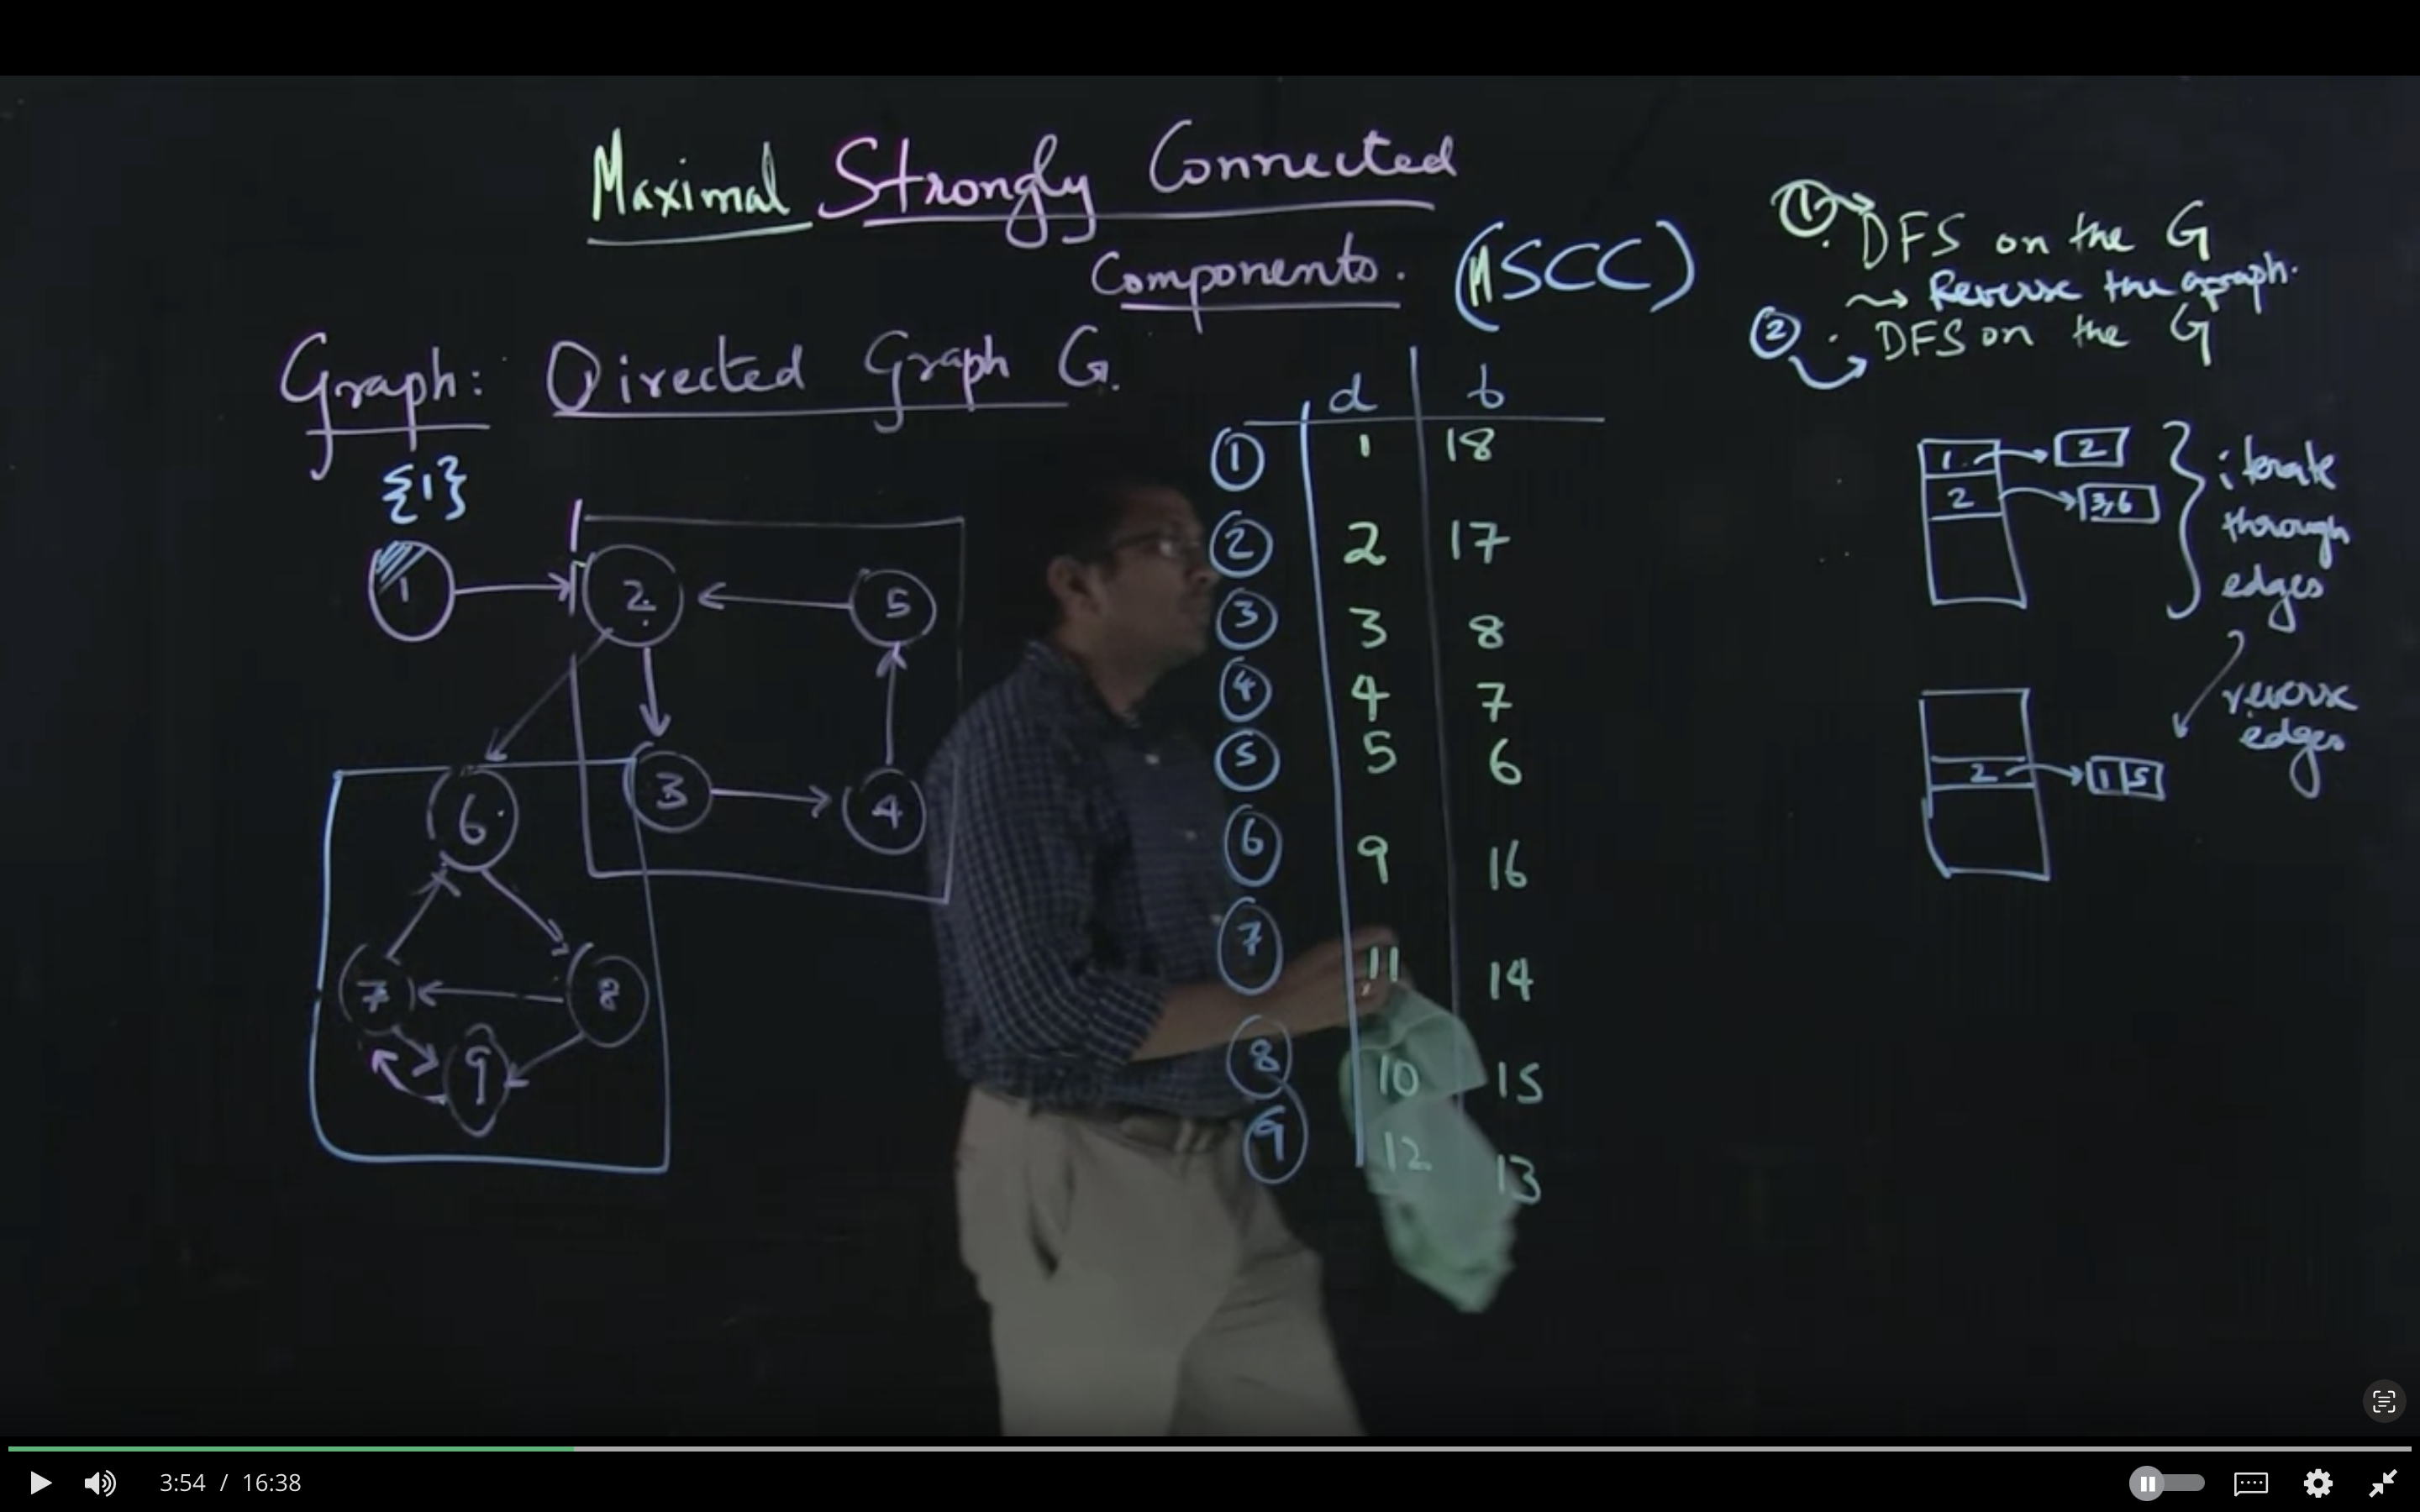 Maximal Strongly Connected
Components. (MSCC)
Graph: Directed Graph G.
{1}
1
2
5
3
4
6
7
8
9
d f
1 1 18
2 2 17
3 3 8
4 4 7
5 5 6
6 9 16
7 11 14
8 10 15
9 12 13
1 DFS on the G
Reverse the graph.
2 DFS on the G
1 2
2 3,6
iterate
through
edges
reverse
edges
2 1 5
3:54 / 16:38